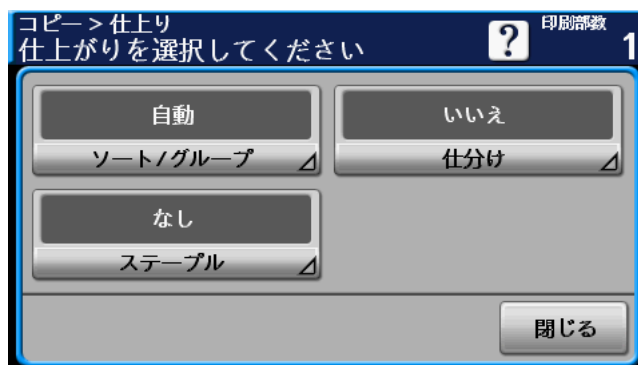 コピー > 仕上り
仕上がりを選択してください
?
印刷部数
1
自動
いいえ
ソート/グループ
仕分け
なし
ステープル
閉じる